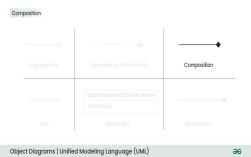 Composition
Aggregation
Dependency Relationship
Composition
Object Name: Classifier Name
Attributes
Link
Object Box
Association
Object Diagrams | Unified Modeling Language (UML)